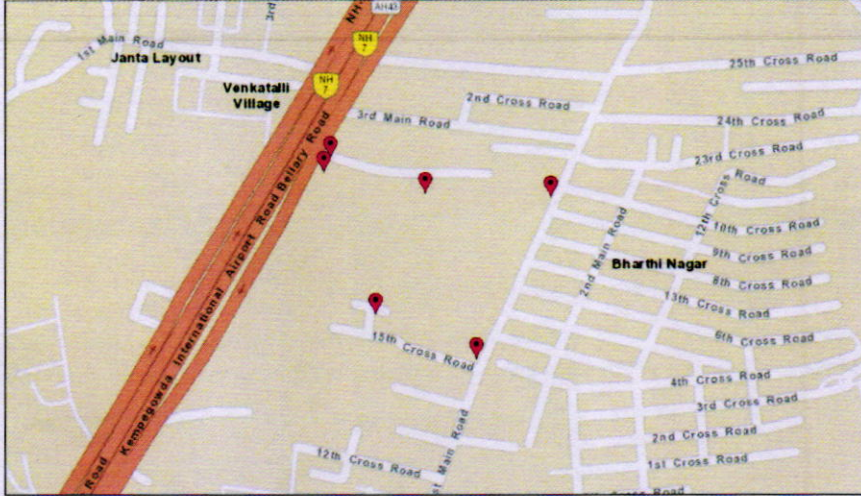 NH-
AH43
3rd
1st Main Road
Janta Layout
NH
7
25th Cross Road
Venkatalli
Village
NH
7
2nd Cross Road
3rd Main Road
24th Cross Road
23rd Cross Road
12th Cross Road
10th Cross Road
9th Cross Road
Bharthi Nagar
2nd Main Road
8th Cross Road
13th Cross Road
6th Cross Road
15th Cross Road
4th Cross Road
3rd Cross Road
2nd Cross Road
1st Cross Road
12th Cross Road
st Main Road
Kempegowda International Airport Road Bellary Road
Road
Road